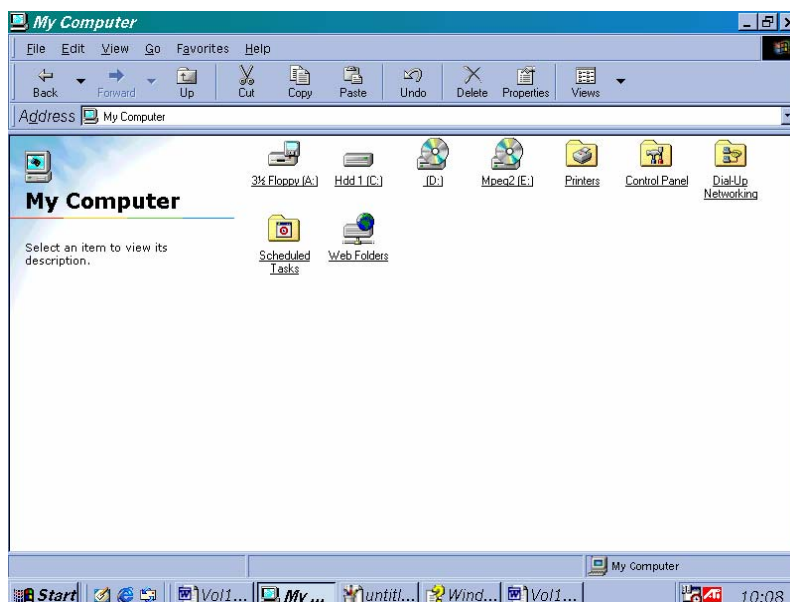 My Computer
File Edit View Go Favorites Help
Back Forward Up Cut Copy Paste Undo Delete Properties Views
Address My Computer
3½ Floppy (A:) Hdd 1 (C:) (D:) Mpeg2 (E:) Printers Control Panel Dial-Up Networking
My Computer
Select an item to view its description.
Scheduled Tasks Web Folders
My Computer
Start Vol1... My ... untitl... Wind... Vol1... ATI 10:08